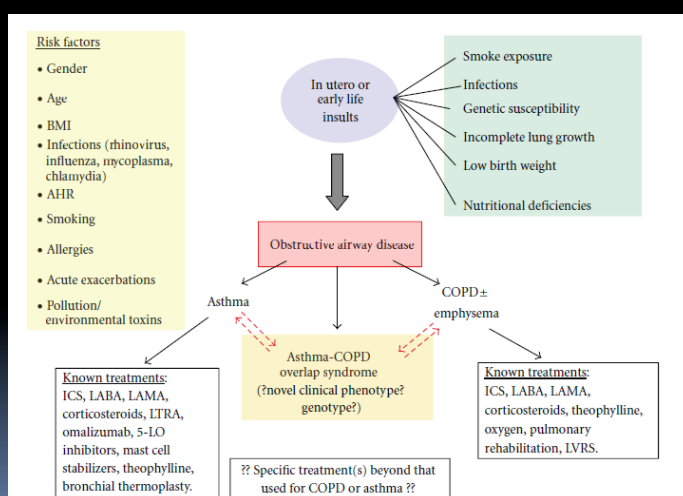 Risk factors
• Gender
• Age
• BMI
• Infections (rhinovirus,
influenza, mycoplasma,
chlamydia)
• AHR
• Smoking
• Allergies
• Acute exacerbations
• Pollution/
environmental toxins
In utero or
early life
insults
Smoke exposure
Infections
Genetic susceptibility
Incomplete lung growth
Low birth weight
Nutritional deficiencies
Obstructive airway disease
Asthma
COPD±
emphysema
Asthma-COPD
overlap syndrome
(?novel clinical phenotype?
genotype?)
Known treatments:
ICS, LABA, LAMA,
corticosteroids, LTRA,
omalizumab, 5-LO
inhibitors, mast cell
stabilizers, theophylline,
bronchial thermoplasty.
Known treatments:
ICS, LABA, LAMA,
corticosteroids, theophylline,
oxygen, pulmonary
rehabilitation, LVRS.
?? Specific treatment(s) beyond that
used for COPD or asthma ??